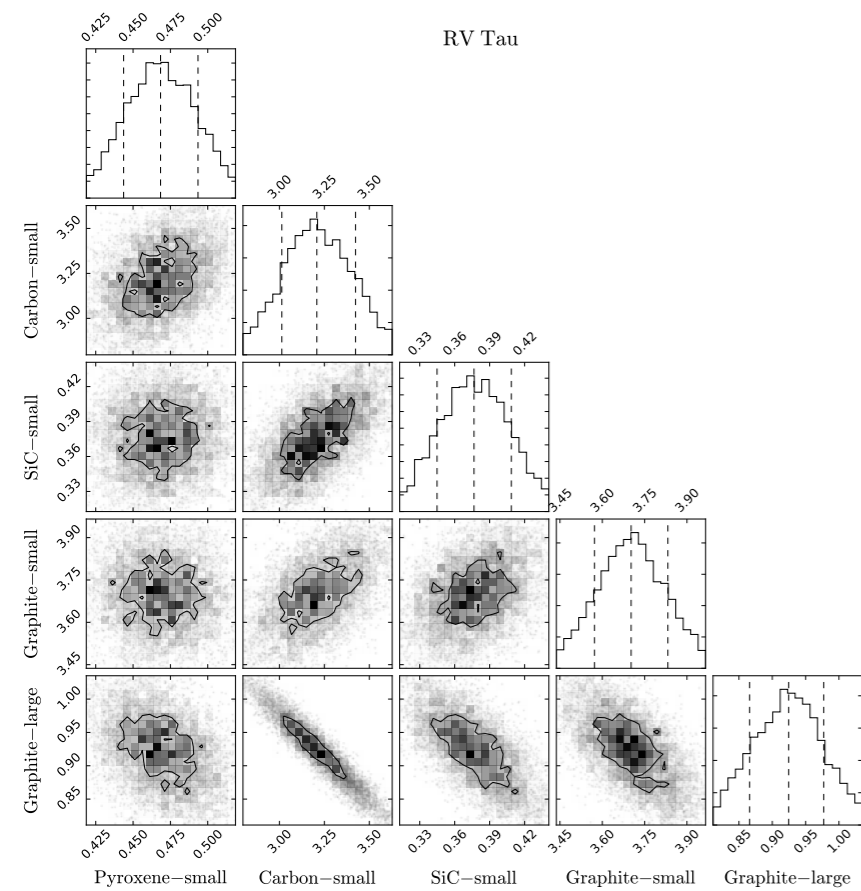 0.425 0.450 0.475 0.500
RV Tau
3.00 3.25 3.50
Carbon−small
3.50
3.25
3.00
0.33 0.36 0.39 0.42
SiC−small
0.42
0.39
0.36
0.33
3.45 3.60 3.75 3.90
Graphite−small
3.90
3.75
3.60
3.45
Graphite−large
1.00
0.95
0.90
0.85
0.425 0.450 0.475 0.500
3.00 3.25 3.50
0.33 0.36 0.39 0.42
3.45 3.60 3.75 3.90
0.85 0.90 0.95 1.00
Pyroxene−small Carbon−small SiC−small Graphite−small Graphite−large